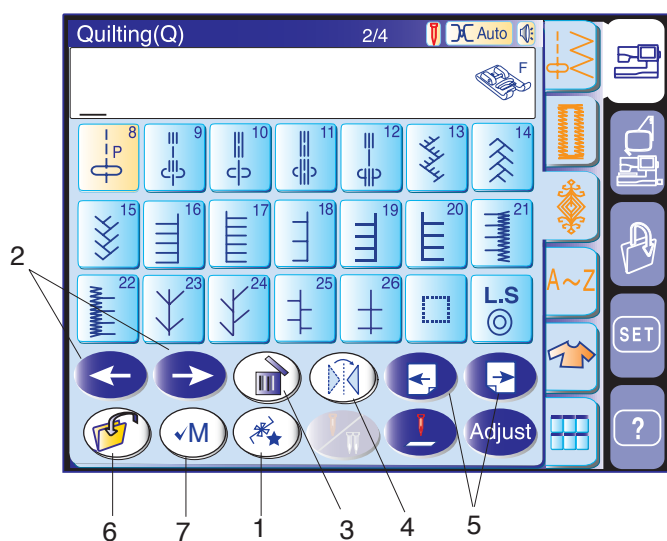 Quilting(Q) 2/4 Auto
F
8 9 10 11 12 13 14
P
15 16 17 18 19 20 21
22 23 24 25 26
L.S
A~Z
SET
2
✓M Adjust ?
6 7 1 3 4 5